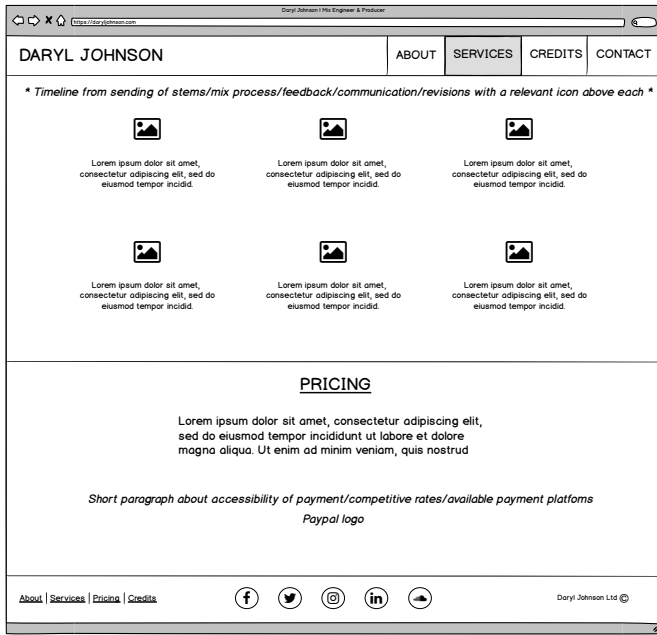 Daryl Johnson | Mix Engineer & Producer
https://darryljohnson.com
DARYL JOHNSON
ABOUT
SERVICES
CREDITS
CONTACT
* Timeline from sending of stems/mix process/feedback/communication/revisions with a relevant icon above each *
Lorem ipsum dolor sit amet,
consectetur adipiscing elit, sed do
eiusmod tempor incidid.
Lorem ipsum dolor sit amet,
consectetur adipiscing elit, sed do
eiusmod tempor incidid.
Lorem ipsum dolor sit amet,
consectetur adipiscing elit, sed do
eiusmod tempor incidid.
Lorem ipsum dolor sit amet,
consectetur adipiscing elit, sed do
eiusmod tempor incidid.
Lorem ipsum dolor sit amet,
consectetur adipiscing elit, sed do
eiusmod tempor incidid.
Lorem ipsum dolor sit amet,
consectetur adipiscing elit, sed do
eiusmod tempor incidid.
PRICING
Lorem ipsum dolor sit amet, consectetur adipiscing elit,
sed do eiusmod tempor incididunt ut labore et dolore
magna aliqua. Ut enim ad minim veniam, quis nostrud
Short paragraph about accessibility of payment/competitive rates/available payment platfoms
Paypal logo
About | Services | Pricing | Credits
Daryl Johnson Ltd ©